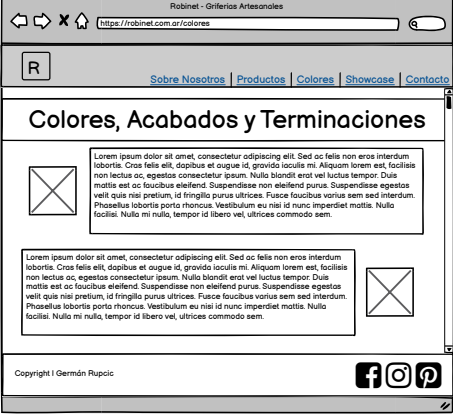 Robinet - Griferias Artesanales
https://robinet.com.ar/colores
R
Sobre Nosotros | Productos | Colores | Showcase | Contacto
Colores, Acabados y Terminaciones
Lorem ipsum dolor sit amet, consectetur adipiscing elit. Sed ac felis non eros interdum
lobortis. Cras felis elit, dapibus et augue id, gravida iaculis mi. Aliquam lorem est, facilisis
non lectus ac, egestas consectetur ipsum. Nulla blandit erat vel luctus tempor. Duis
mattis est ac faucibus eleifend. Suspendisse non eleifend purus. Suspendisse egestas
velit quis nisi pretium, id fringilla purus ultrices. Fusce faucibus varius sem sed interdum.
Phasellus lobortis porta rhoncus. Vestibulum eu nisi id nunc imperdiet mattis. Nulla
facilisi. Nulla mi nulla, tempor id libero vel, ultrices commodo sem.
Lorem ipsum dolor sit amet, consectetur adipiscing elit. Sed ac felis non eros interdum
lobortis. Cras felis elit, dapibus et augue id, gravida iaculis mi. Aliquam lorem est, facilisis
non lectus ac, egestas consectetur ipsum. Nulla blandit erat vel luctus tempor. Duis
mattis est ac faucibus eleifend. Suspendisse non eleifend purus. Suspendisse egestas
velit quis nisi pretium, id fringilla purus ultrices. Fusce faucibus varius sem sed interdum.
Phasellus lobortis porta rhoncus. Vestibulum eu nisi id nunc imperdiet mattis. Nulla
facilisi. Nulla mi nulla, tempor id libero vel, ultrices commodo sem.
Copyright | Germán Rupcic